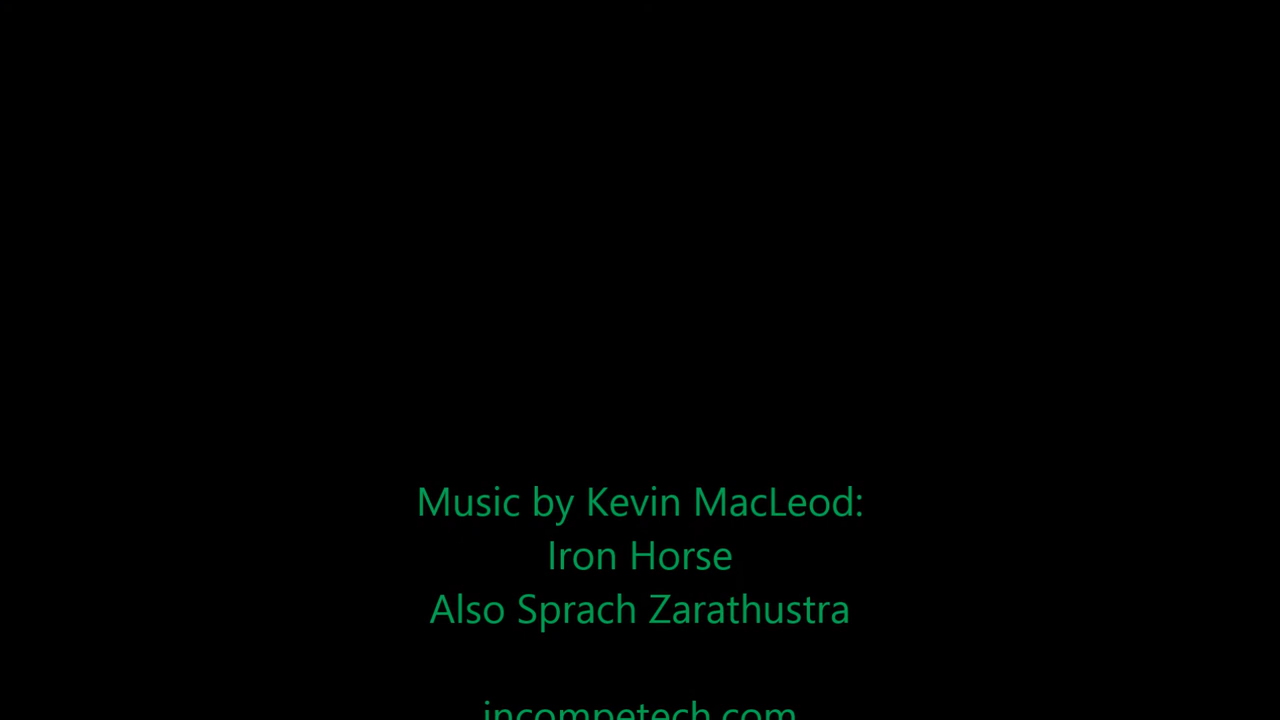 Music by Kevin MacLeod:
Iron Horse
Also Sprach Zarathustra
incompetech.com